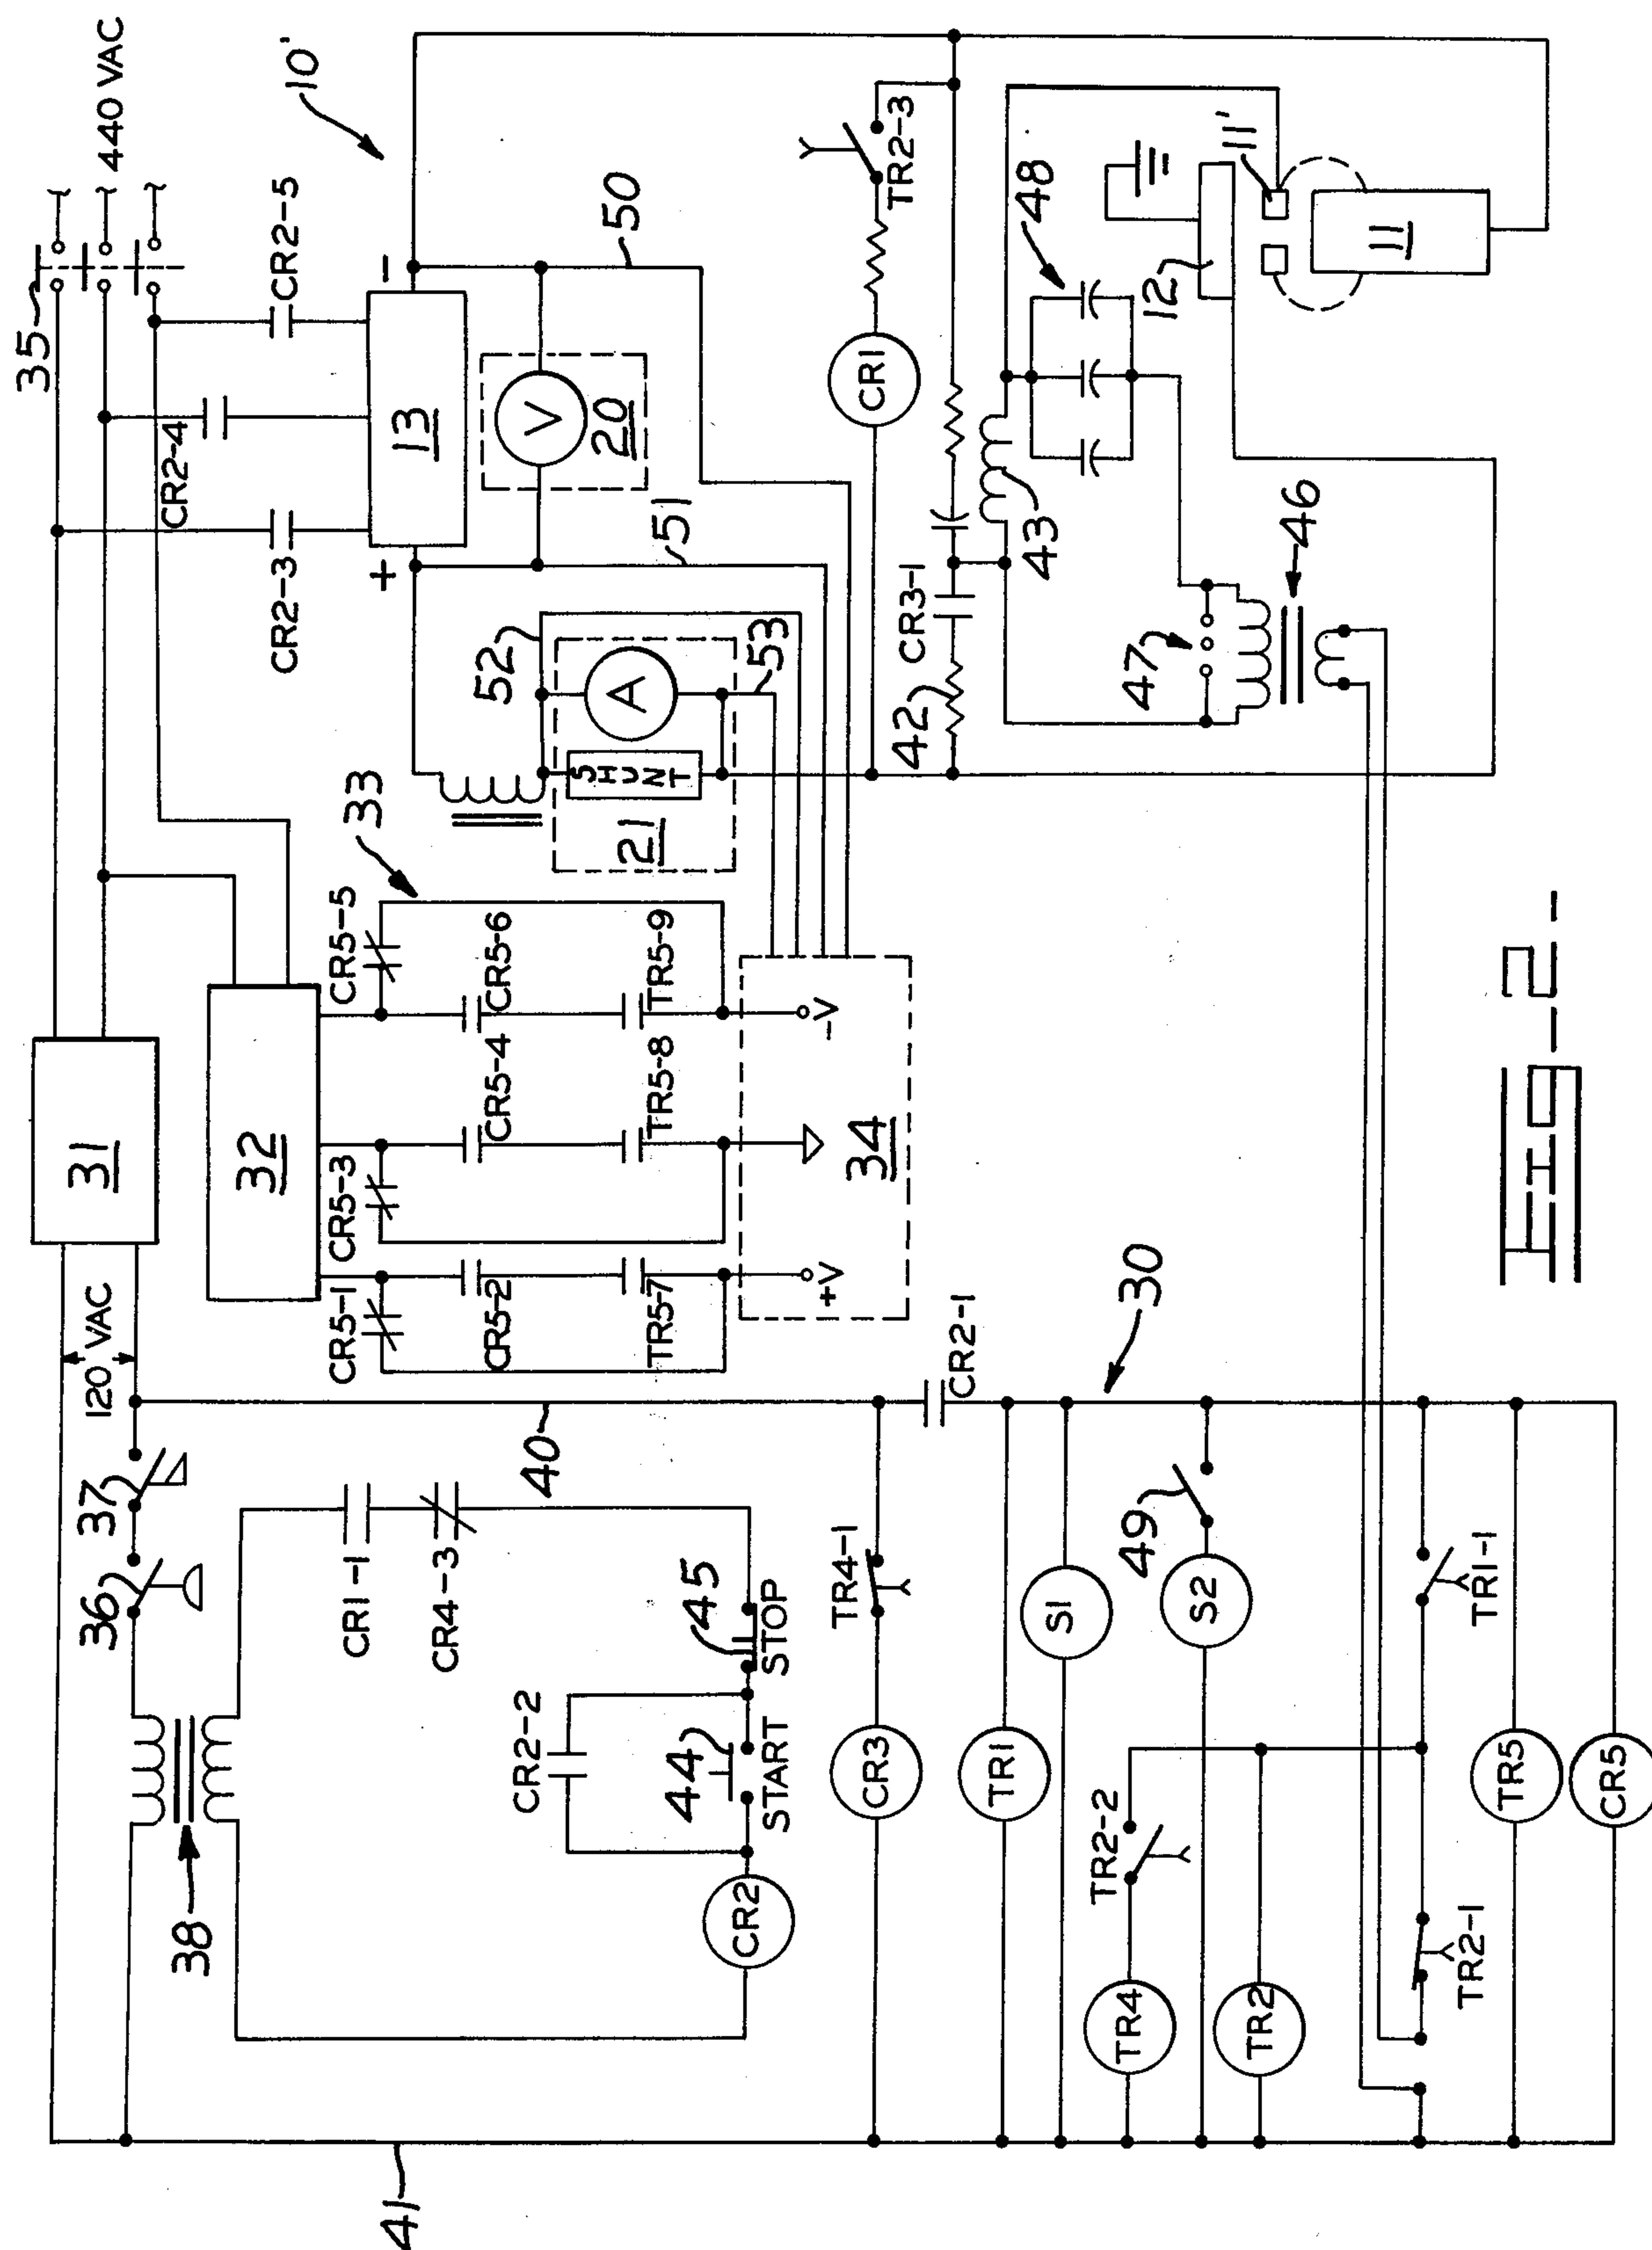 35
440 VAC
10'
CR2-5
CR2-4
CR2-3
-
+
13
V
20
50
51
52
53
A
SHUNT
21
33
31
32
120 VAC
CR5-5
CR5-6
TR5-9
CR5-3
CR5-4
TR5-8
CR5-1
CR5-2
TR5-7
-V
+V
34
TR2-3
CR1
CR3-1
42
43
48
12
11'
11
47
46
37
36
38
40
41
CR1-1
CR4-3
45
STOP
44
START
CR2-2
CR2
CR2-1
30
TR4-1
CR3
TR1
S1
49
S2
TR2-2
TR4
TR2
TR1-1
TR2-1
TR5
CR5
FIG-2-